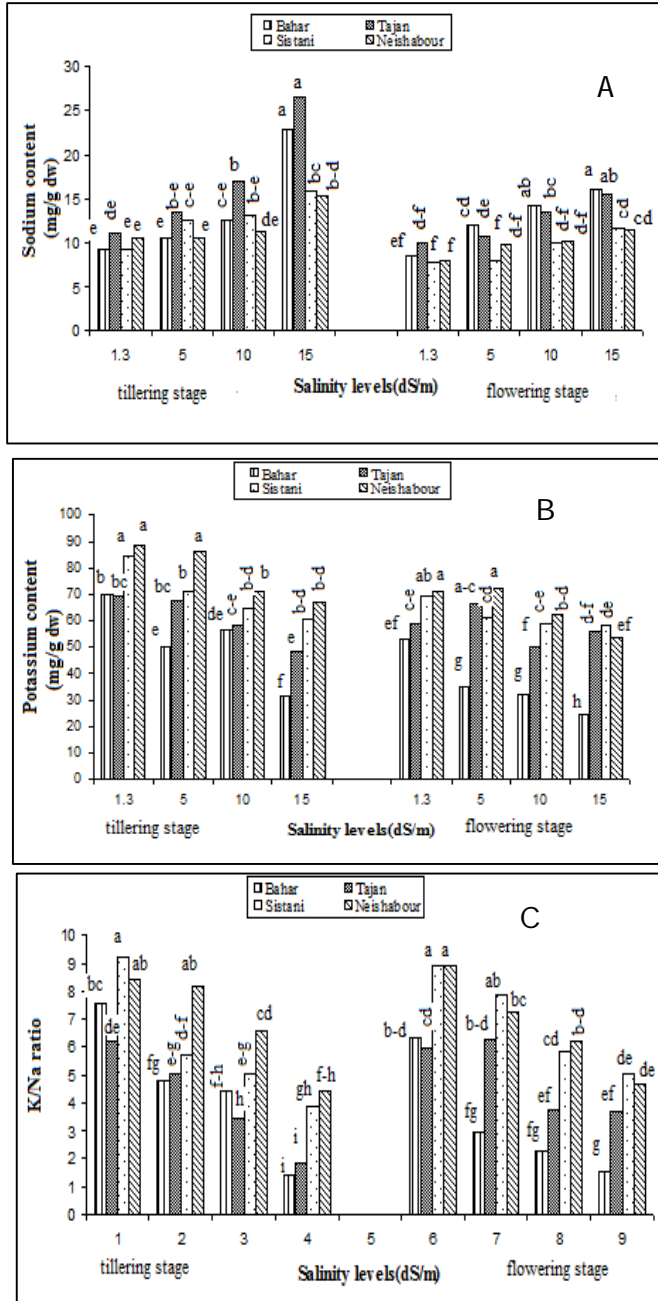 Bahar Tajan
Sistani Neishabour
A
Sodium content
(mg/g dw)
30
25
20
15
10
5
0
e de e e
e b-e c-e e
c-e b b-e de
a a bc b-d
ef d-f f f
cd de f d-f
ab bc d-f d-f
a ab cd cd
1.3 5 10 15 1.3 5 10 15
tillering stage Salinity levels(dS/m) flowering stage
Bahar Tajan
Sistani Neishabour
B
Potassium content
(mg/g dw)
100
90
80
70
60
50
40
30
20
10
0
b bc a a
e bc b a
de c-e b-d b
f e b-d b-d
ef c-e ab a
g a-c cd a
g f c-e b-d
h d-f de ef
1.3 5 10 15 1.3 5 10 15
tillering stage Salinity levels(dS/m) flowering stage
Bahar Tajan
Sistani Neishabour
C
K/Na ratio
10
9
8
7
6
5
4
3
2
1
0
bc de a ab
fg e-g d-f ab
f-h h e-g cd
i i gh f-h
b-d cd a a
fg b-d ab bc
fg ef cd b-d
g ef de de
1 2 3 4 5 6 7 8 9
tillering stage Salinity levels(dS/m) flowering stage